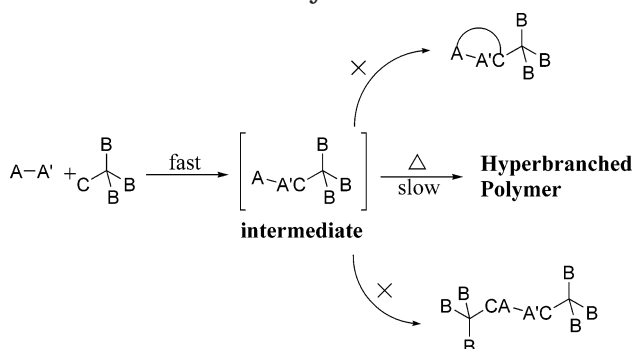 B
A A'C B
B
A-A' + C B B B
fast
A A'C B B B
intermediate
△
slow
Hyperbranched
Polymer
B B B CA A'C B B B